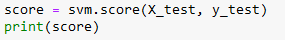 score = svm.score(X_test, y_test)
print(score)